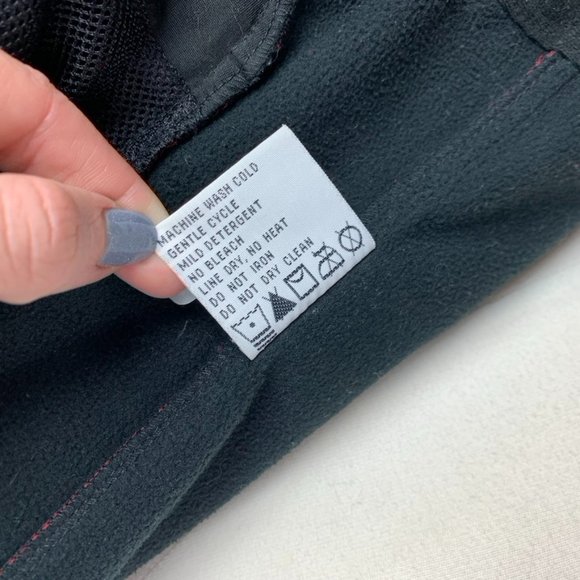 MACHINE WASH COLD
GENTLE CYCLE
MILD DETERGENT
NO BLEACH
LINE DRY, NO HEAT
DO NOT IRON
DO NOT DRY CLEAN